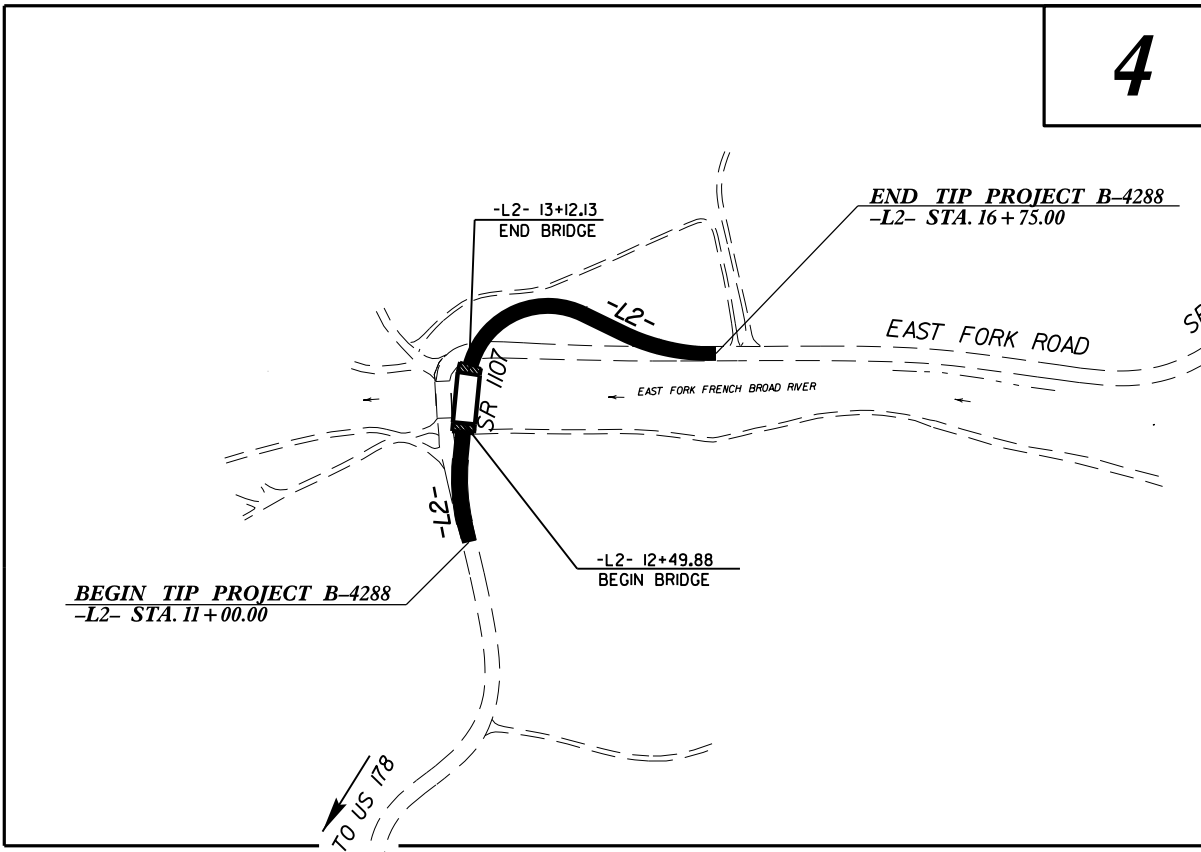 4
-L2- 13+12.13
END BRIDGE
END TIP PROJECT B-4288
-L2- STA. 16+75.00
-L2-
EAST FORK ROAD
SR 1107
EAST FORK FRENCH BROAD RIVER
-L2-
-L2- 12+49.88
BEGIN BRIDGE
BEGIN TIP PROJECT B-4288
-L2- STA. 11+00.00
TO US 178